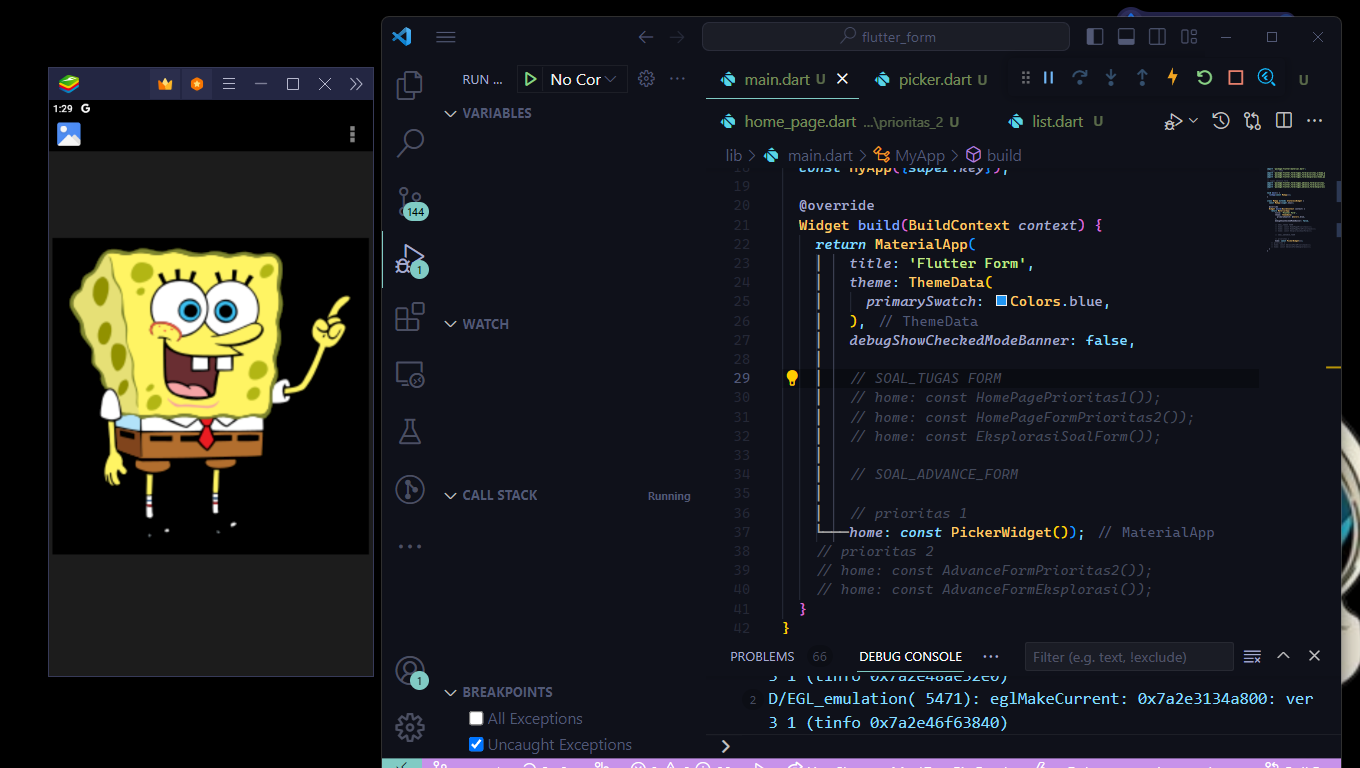 1:29 G
flutter_form
RUN ...
No Cor
main.dart U
picker.dart U
U
home_page.dart ...\prioritas_2 U
list.dart U
lib > main.dart > MyApp > build
VARIABLES
WATCH
CALL STACK
Running
BREAKPOINTS
All Exceptions
Uncaught Exceptions
144
1
1
18 const MyApp({super.key});
19
20 @override
21 Widget build(BuildContext context) {
22 return MaterialApp(
23 title: 'Flutter Form',
24 theme: ThemeData(
25 primarySwatch: Colors.blue,
26 ), // ThemeData
27 debugShowCheckedModeBanner: false,
28
29 // SOAL_TUGAS FORM
30 // home: const HomePagePrioritas1());
31 // home: const HomePageFormPrioritas2());
32 // home: const EksplorasiSoalForm());
33
34 // SOAL_ADVANCE_FORM
35
36 // prioritas 1
37 home: const PickerWidget()); // MaterialApp
38 // prioritas 2
39 // home: const AdvanceFormPrioritas2());
40 // home: const AdvanceFormEksplorasi());
41 }
42 }
PROBLEMS 66
DEBUG CONSOLE
Filter (e.g. text, !exclude)
3 1 (tinfo 0x7a2e48ae32e0)
2 D/EGL_emulation( 5471): eglMakeCurrent: 0x7a2e3134a800: ver
3 1 (tinfo 0x7a2e46f63840)